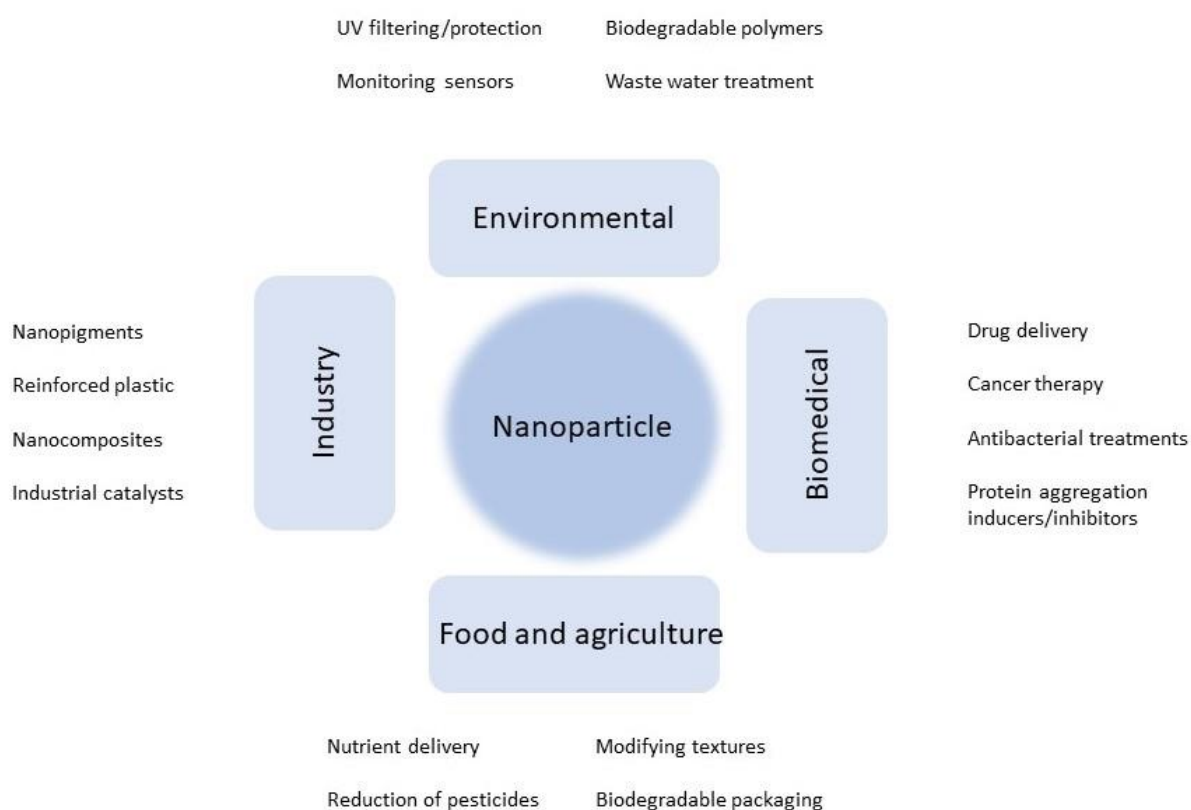 UV filtering/protection
Biodegradable polymers
Monitoring sensors
Waste water treatment
Environmental
Nanopigments
Reinforced plastic
Nanocomposites
Industrial catalysts
Industry
Nanoparticle
Biomedical
Drug delivery
Cancer therapy
Antibacterial treatments
Protein aggregation
inducers/inhibitors
Food and agriculture
Nutrient delivery
Modifying textures
Reduction of pesticides
Biodegradable packaging